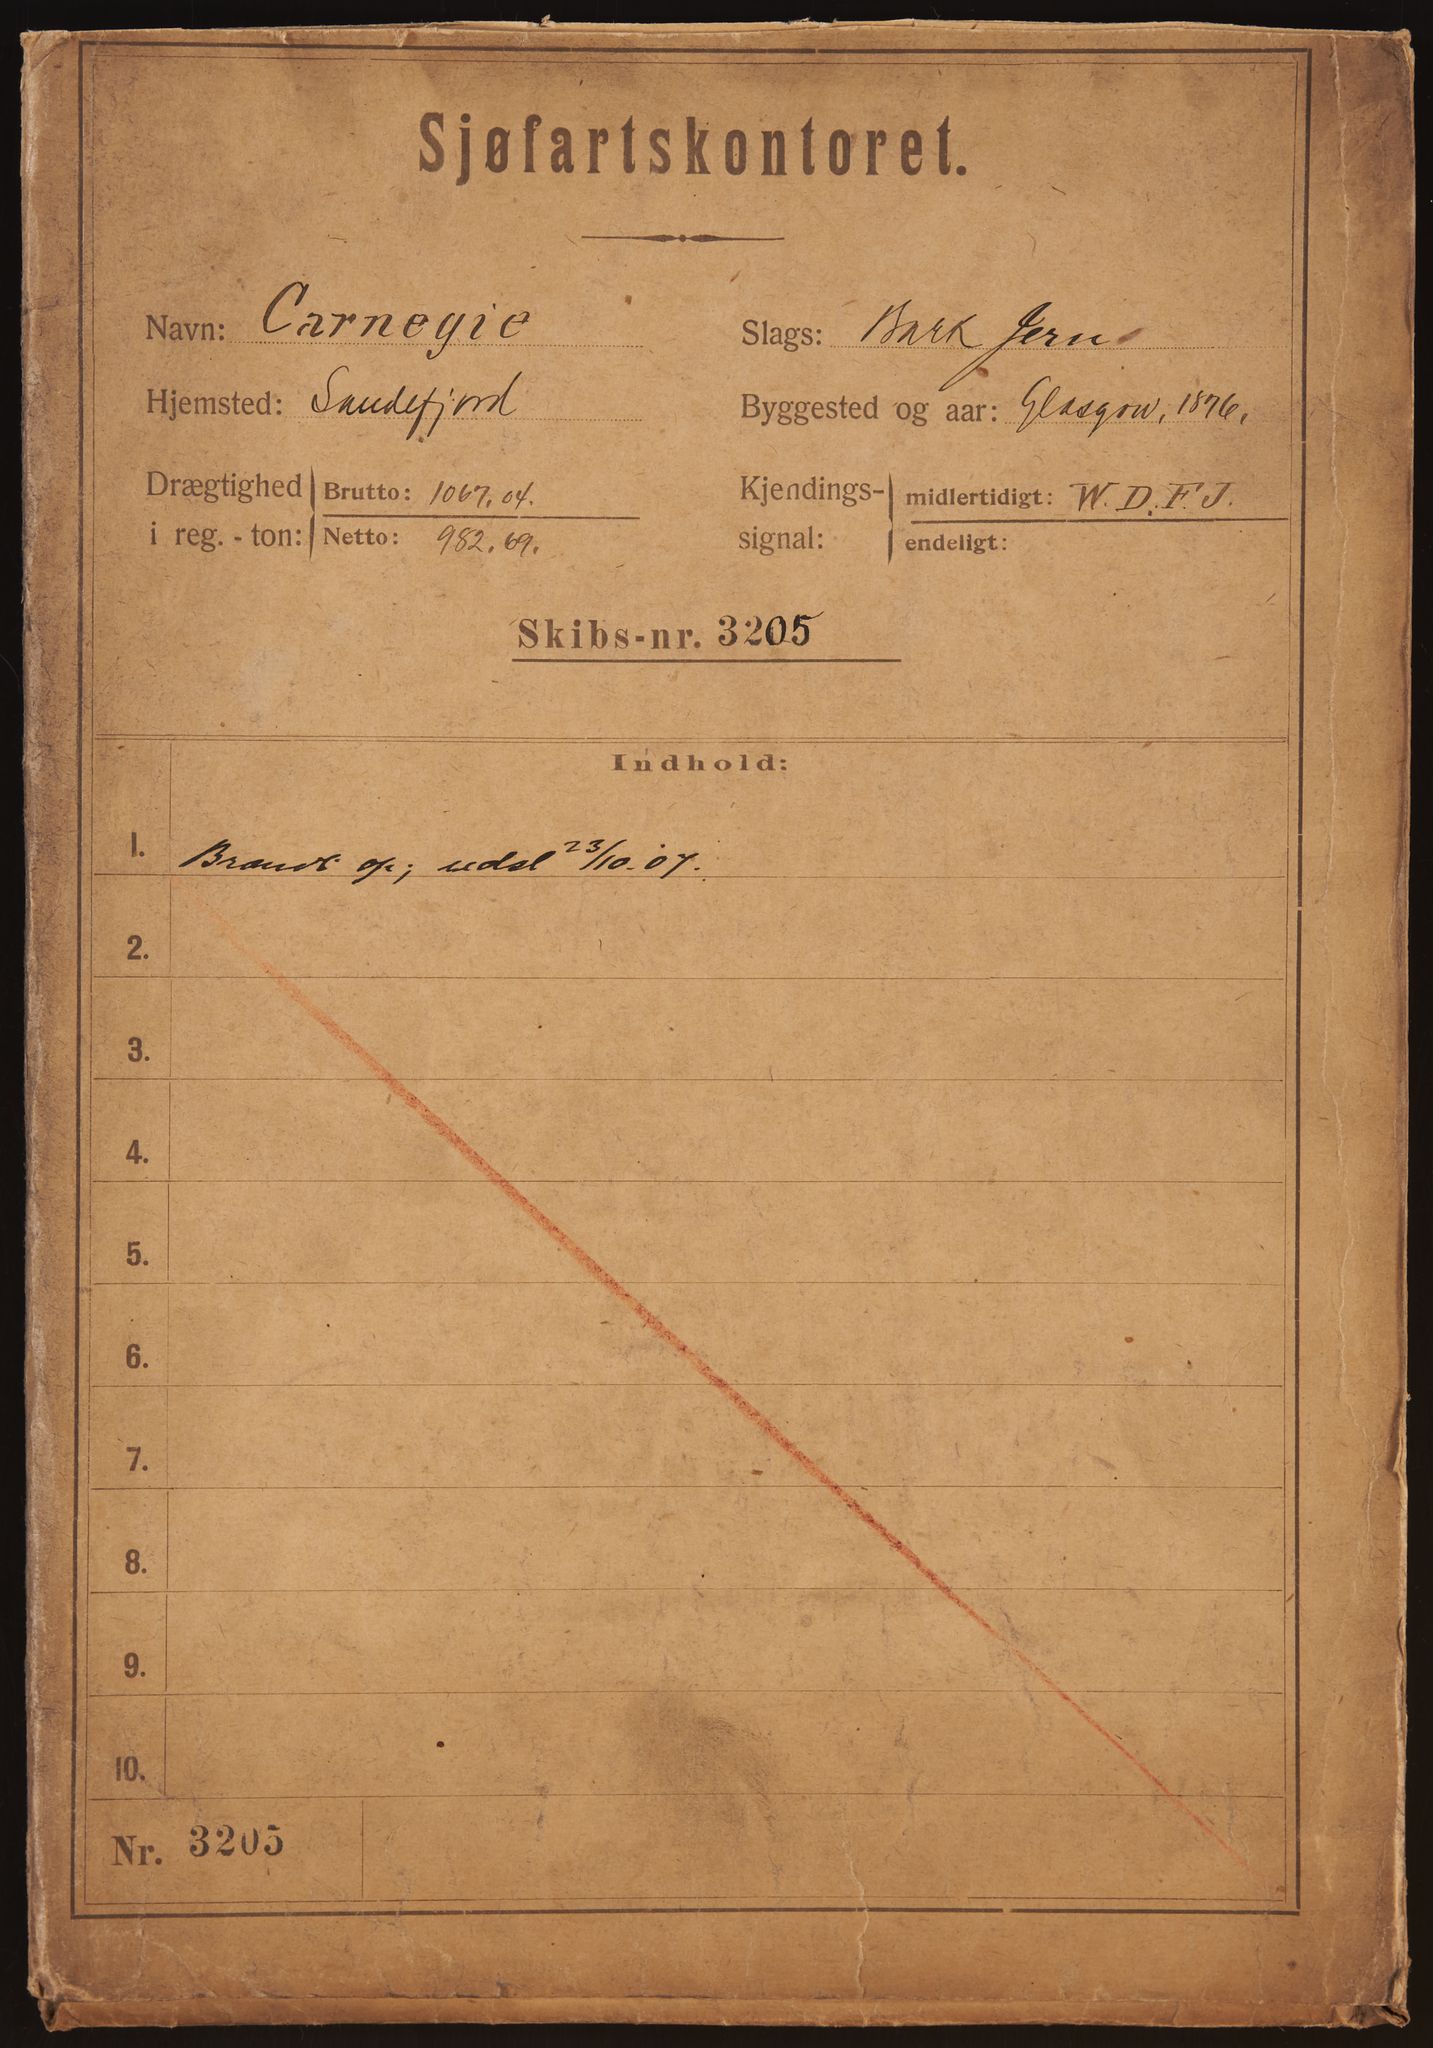 Sjøfartskontoret.
Navn: Carnegie
Slags: Bark Jern
Hjemsted: Sandefjord
Byggested og aar: Glasgow, 1876.
Drægtighed i reg.-ton: Brutto: 1067.04.
Netto: 982.69.
Kjendings-signal: midlertidigt: W.D.F.J.
endeligt:
Skibs-nr. 3205
Indhold:
1. Brandt op; udsl 23/10.07.
2.
3.
4.
5.
6.
7.
8.
9.
10.
Nr. 3205